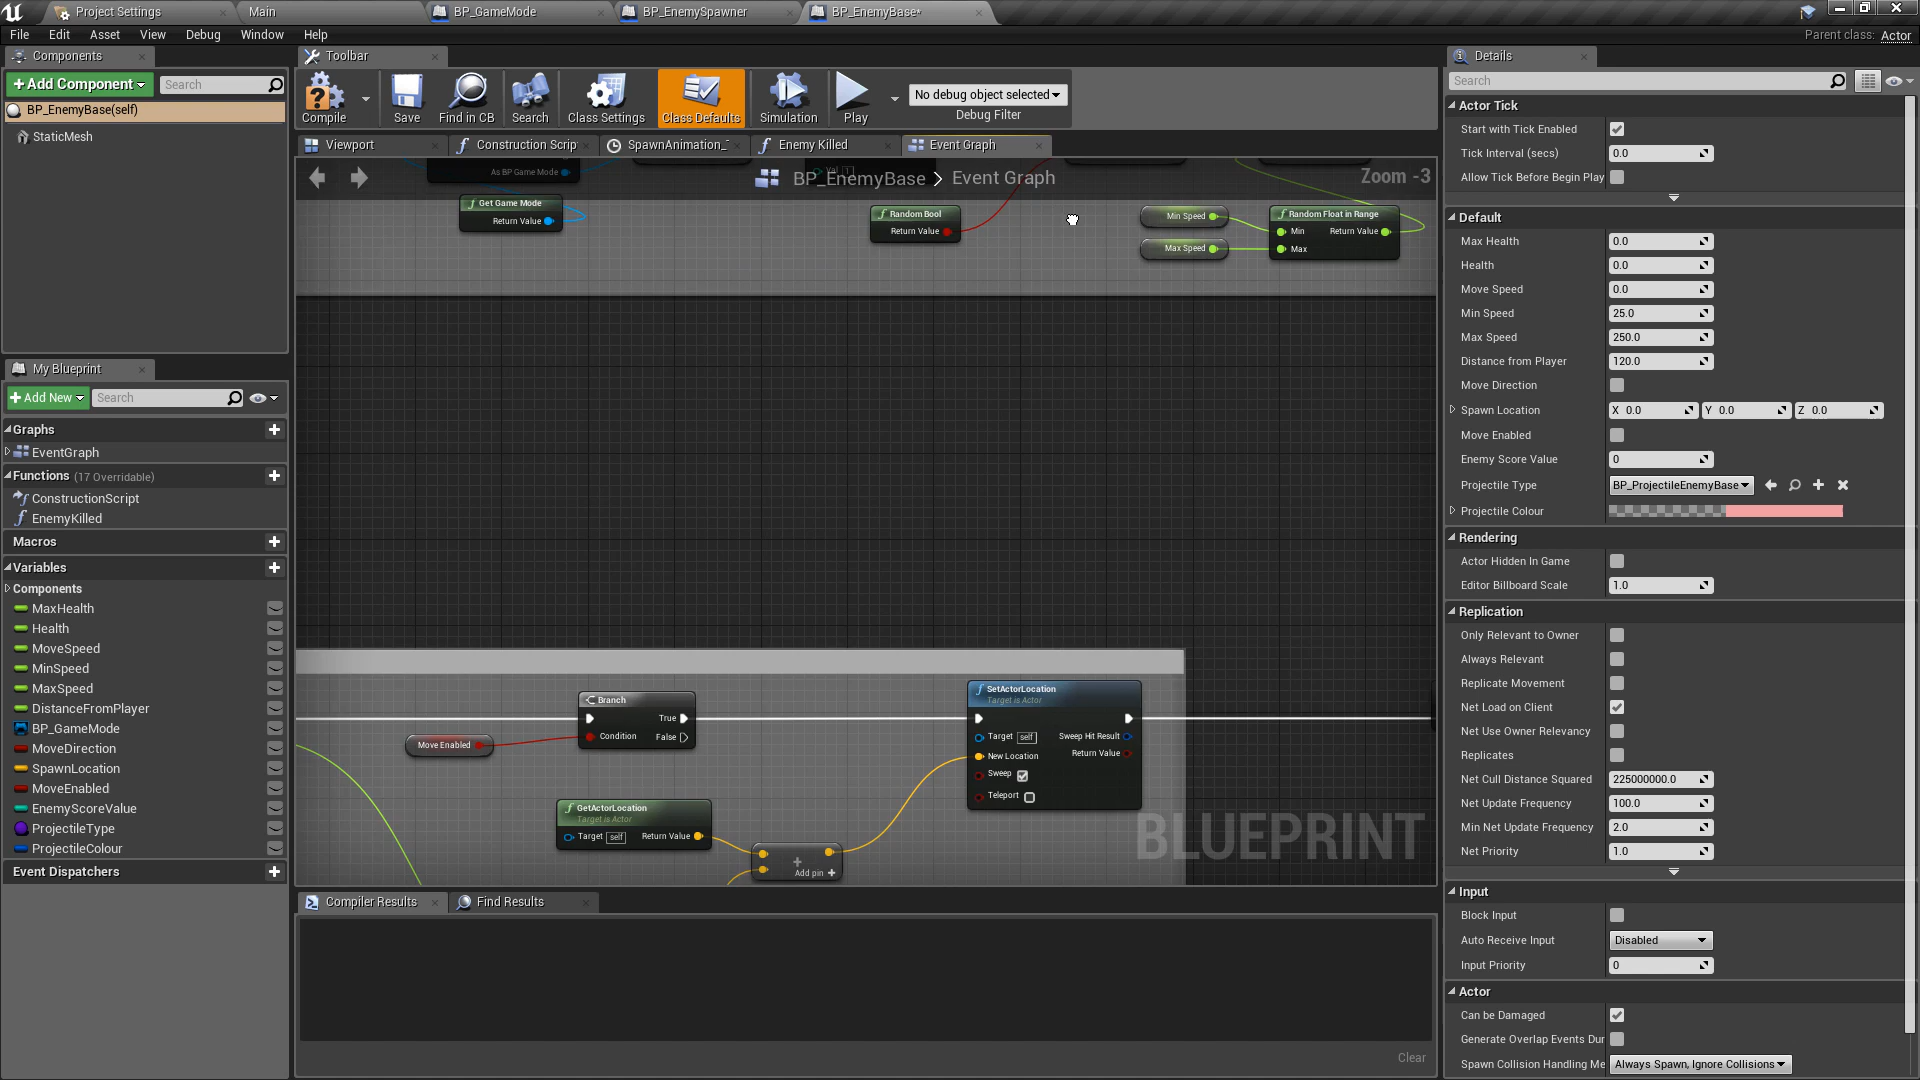 Project Settings
Main
BP_GameMode
BP_EnemySpawner
BP_EnemyBase*
File Edit Asset View Debug Window Help
Parent class: Actor
Components
+Add Component
Search
BP_EnemyBase(self)
StaticMesh
My Blueprint
+Add New
Search
Graphs
EventGraph
Functions (17 Overridable)
ConstructionScript
EnemyKilled
Macros
Variables
Components
MaxHealth
Health
MoveSpeed
MinSpeed
MaxSpeed
DistanceFromPlayer
BP_GameMode
MoveDirection
SpawnLocation
MoveEnabled
EnemyScoreValue
ProjectileType
ProjectileColour
Event Dispatchers
Toolbar
Compile
Save
Find in CB
Search
Class Settings
Class Defaults
Simulation
Play
No debug object selected
Debug Filter
Viewport
Construction Scrip
SpawnAnimation_
Enemy Killed
Event Graph
BP_EnemyBase > Event Graph
Zoom -3
As BP Game Mode
Get Game Mode
Return Value
Random Bool
Return Value
Min Speed
Max Speed
Random Float in Range
Min Return Value
Max
Branch
True
Condition False
Move Enabled
SetActorLocation
Target is Actor
Target self Sweep Hit Result
New Location Return Value
Sweep
Teleport
GetActorLocation
Target is Actor
Target self Return Value
+
Add pin +
BLUEPRINT
Compiler Results
Find Results
Clear
Details
Search
Actor Tick
Start with Tick Enabled
Tick Interval (secs) 0.0
Allow Tick Before Begin Play
Default
Max Health 0.0
Health 0.0
Move Speed 0.0
Min Speed 25.0
Max Speed 250.0
Distance from Player 120.0
Move Direction
Spawn Location X 0.0 Y 0.0 Z 0.0
Move Enabled
Enemy Score Value 0
Projectile Type BP_ProjectileEnemyBase
Projectile Colour
Rendering
Actor Hidden In Game
Editor Billboard Scale 1.0
Replication
Only Relevant to Owner
Always Relevant
Replicate Movement
Net Load on Client
Net Use Owner Relevancy
Replicates
Net Cull Distance Squared 225000000.0
Net Update Frequency 100.0
Min Net Update Frequency 2.0
Net Priority 1.0
Input
Block Input
Auto Receive Input Disabled
Input Priority 0
Actor
Can be Damaged
Generate Overlap Events Dur
Spawn Collision Handling Me Always Spawn, Ignore Collisions